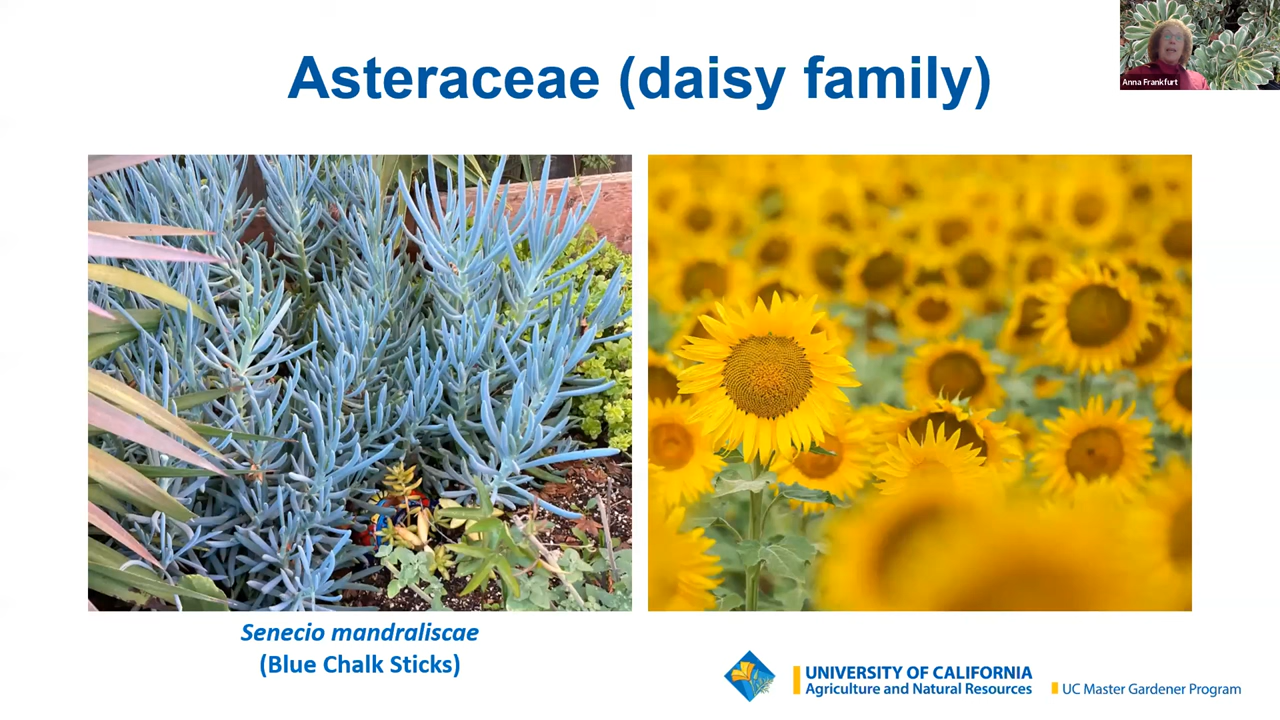 Asteraceae (daisy family)
Anna Frankfurt
Senecio mandraliscae
(Blue Chalk Sticks)
UNIVERSITY OF CALIFORNIA
Agriculture and Natural Resources
UC Master Gardener Program